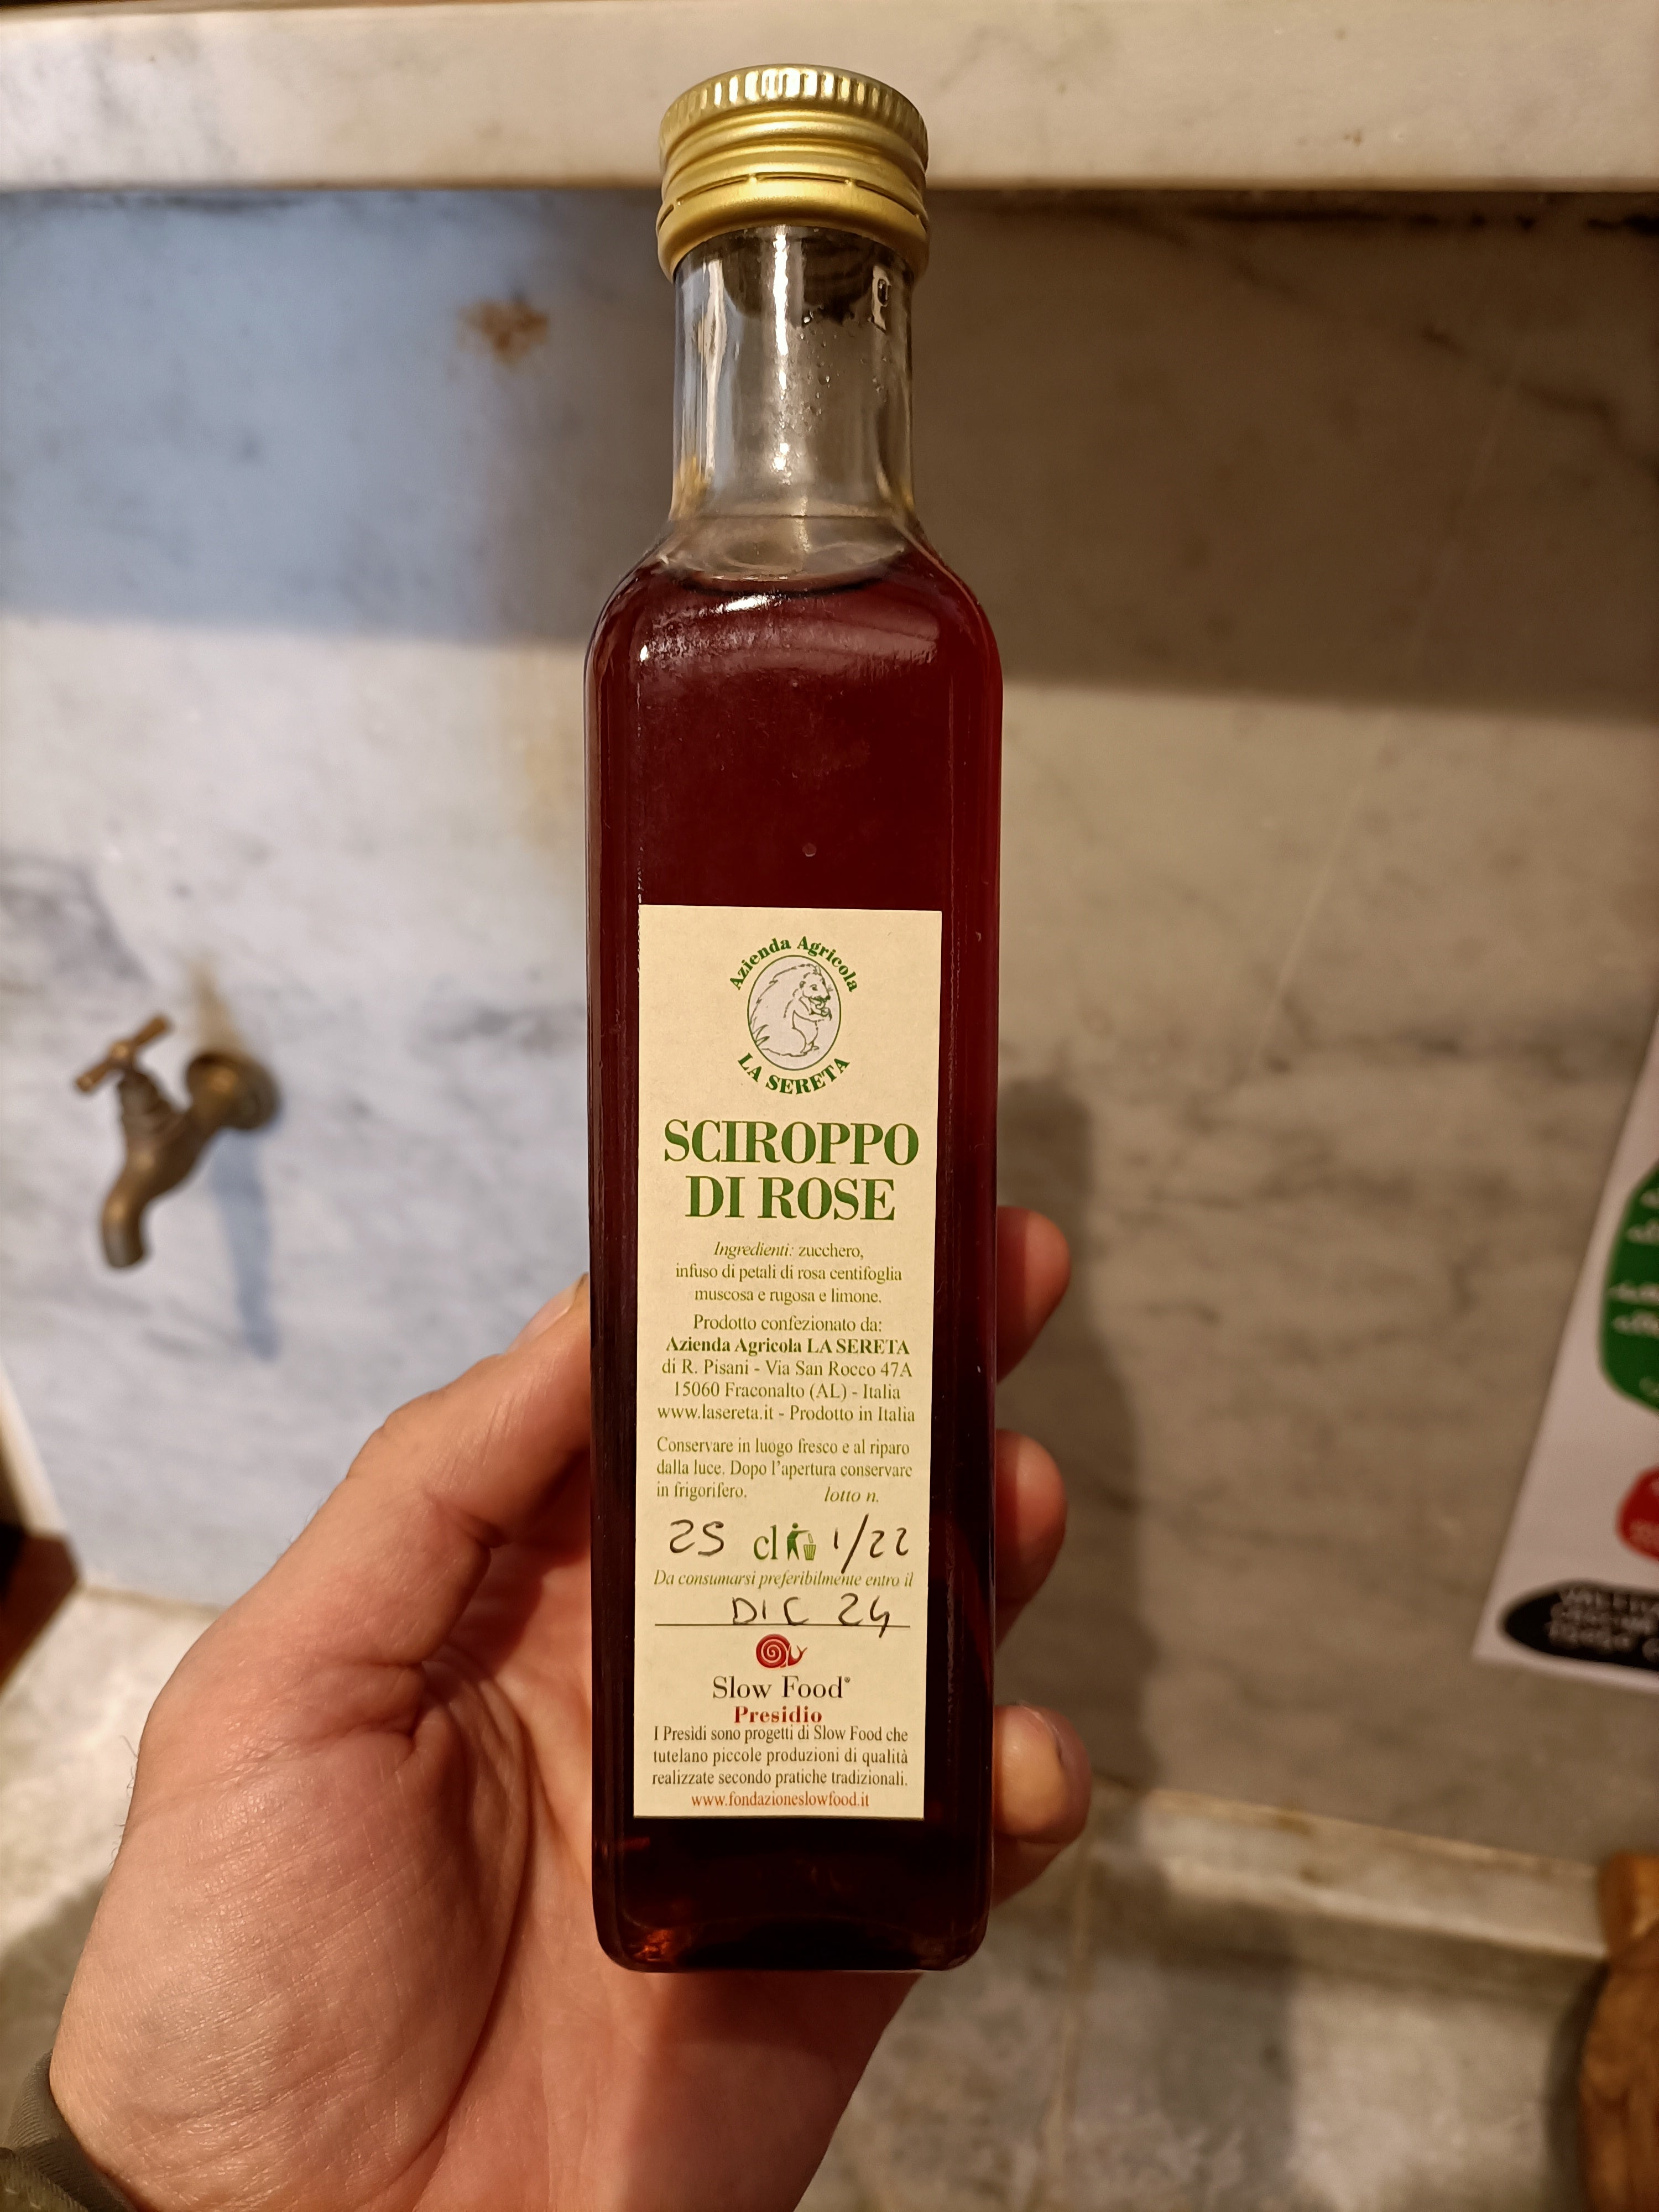 Azienda Agricola
LA SERETA
SCIROPPO
DI ROSE
Ingredienti: zucchero,
infuso di petali di rosa centifoglia
muscosa e rugosa e limone.
Prodotto confezionato da:
Azienda Agricola LA SERETA
di R. Pisani - Via San Rocco 47A
15060 Fraconalto (AL) - Italia
www.lasereta.it - Prodotto in Italia
Conservare in luogo fresco e al riparo
dalla luce. Dopo l'apertura conservare
in frigorifero. lotto n.
25 cl 1/22
Da consumarsi preferibilmente entro il
DIC 24
Slow Food®
Presidio
I Presidi sono progetti di Slow Food che
tutelano piccole produzioni di qualità
realizzate secondo pratiche tradizionali.
www.fondazioneslowfood.it